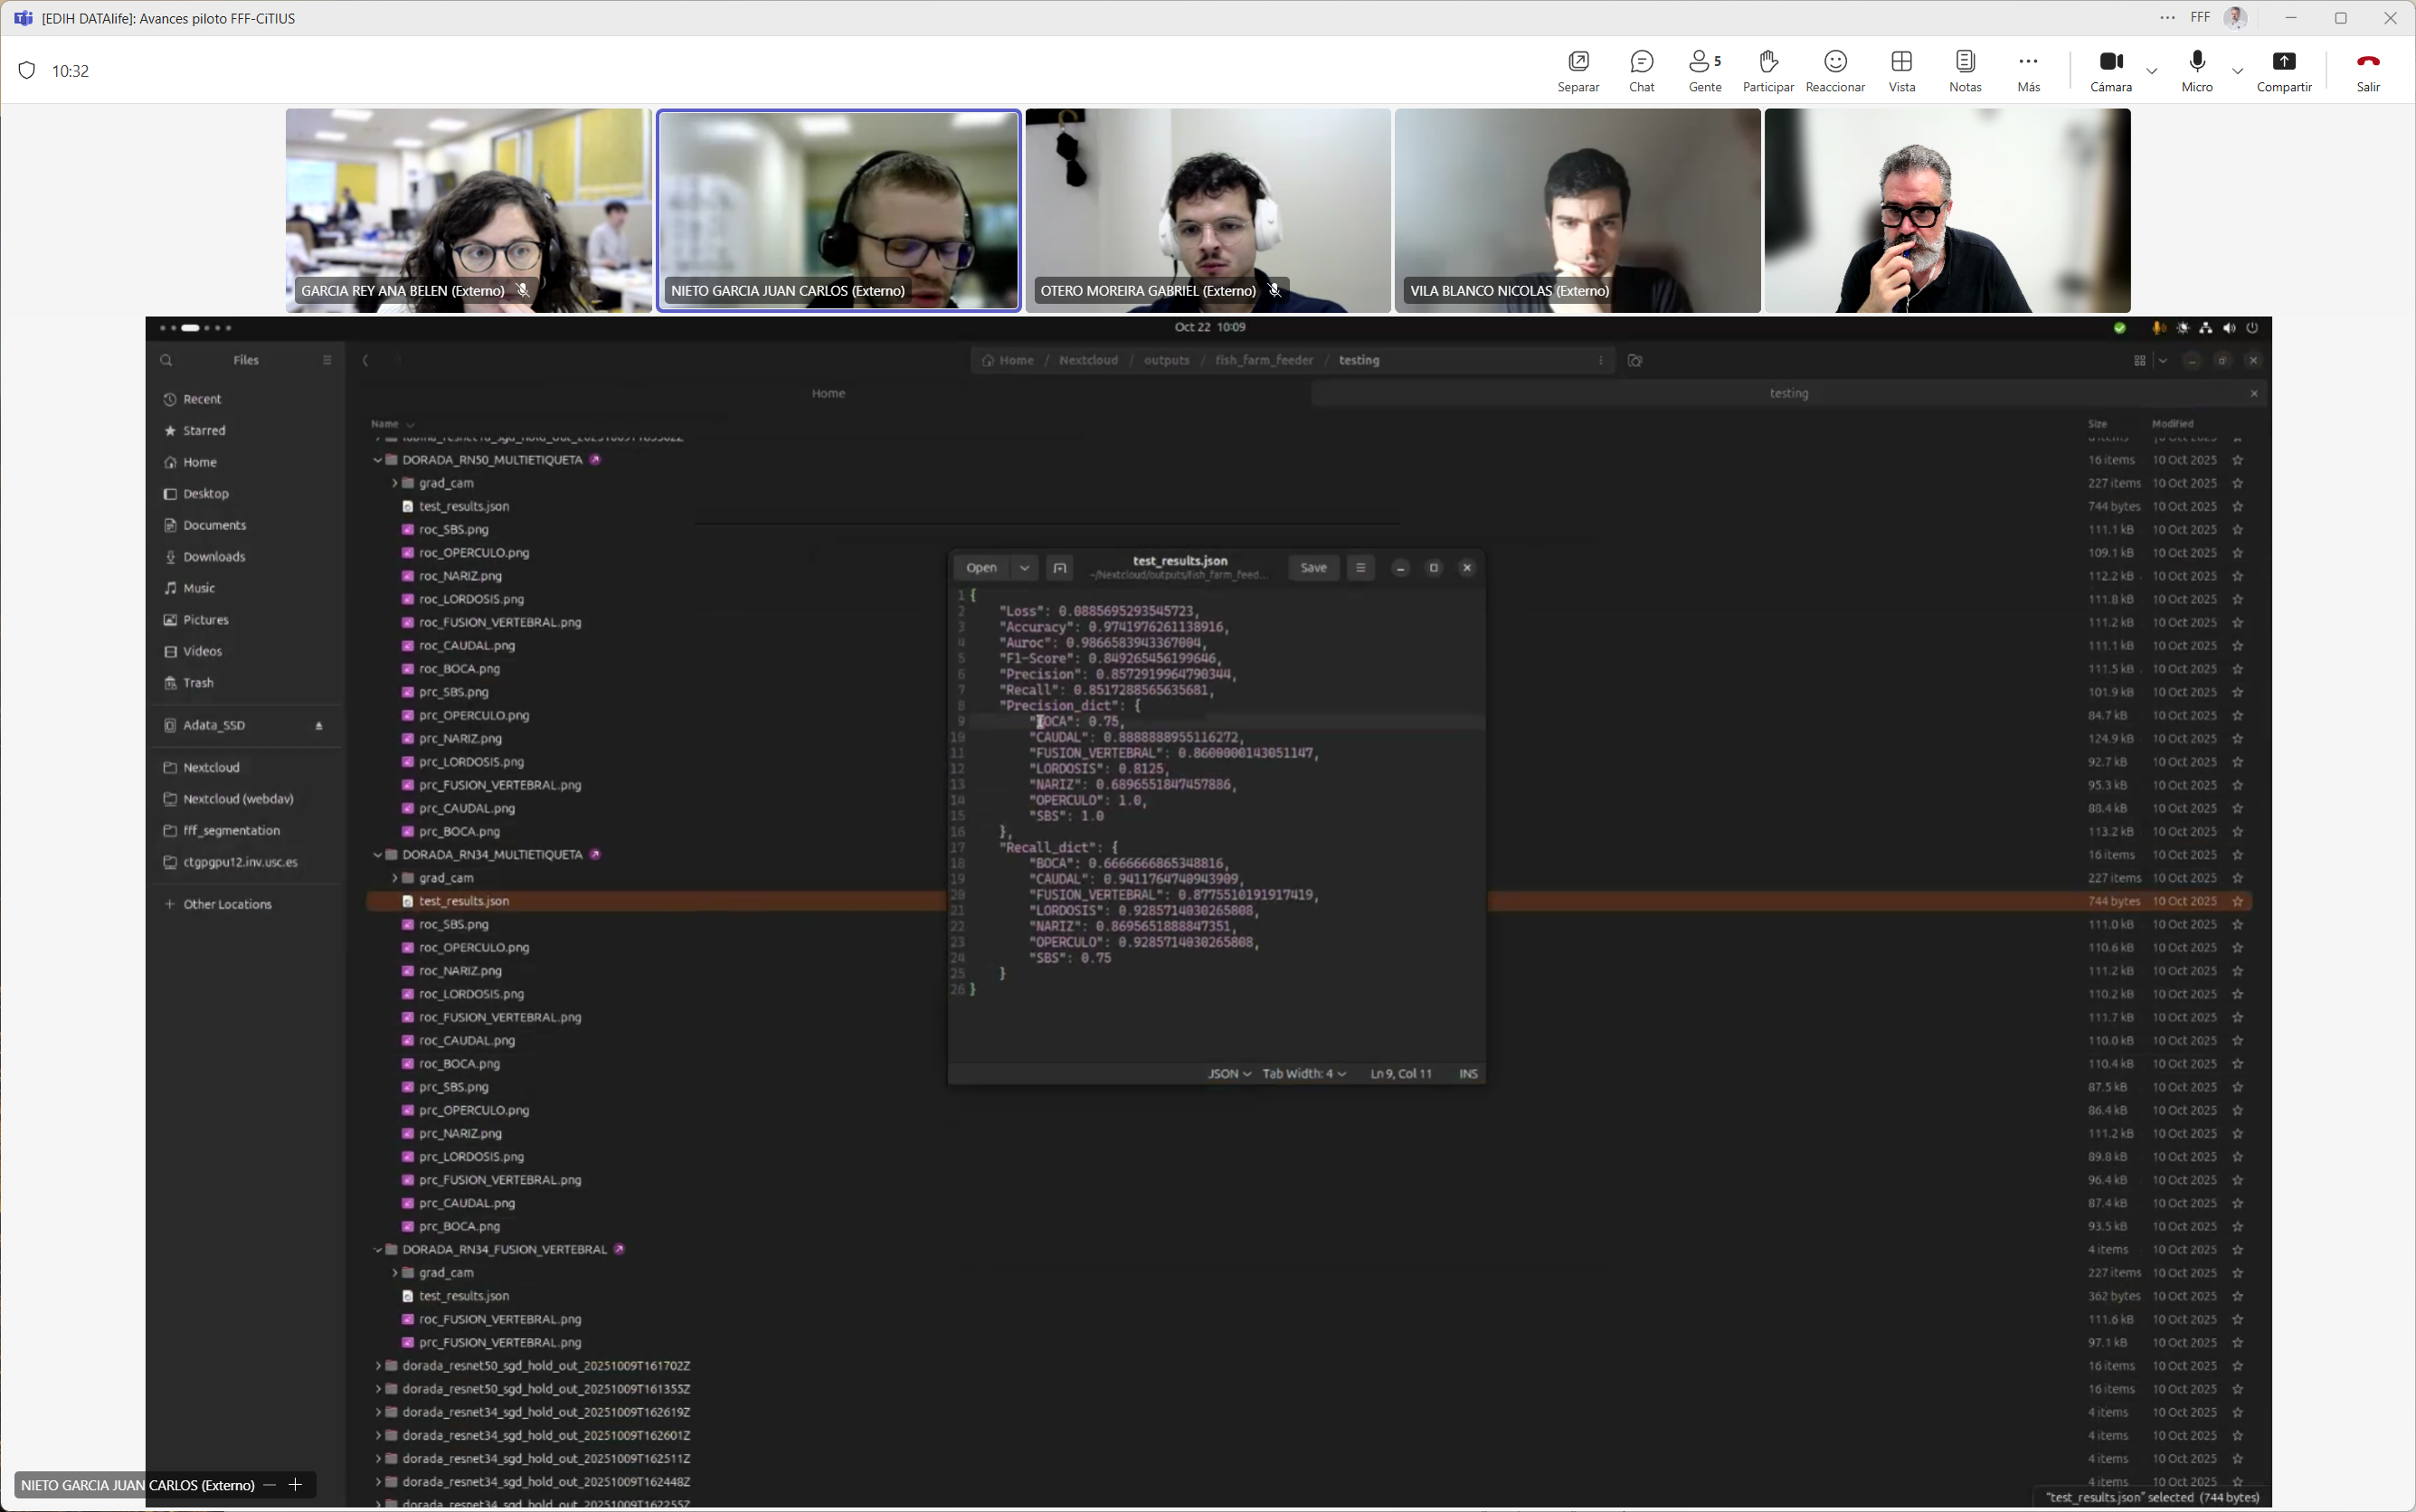 [EDIH DATAlife]: Avances piloto FFF-CiTIUS
FFF
10:32
Separar
Chat
5
Gente
Participar
Reaccionar
Vista
Notas
Más
Cámara
Micro
Compartir
Salir
GARCIA REY ANA BELEN (Externo)
NIETO GARCIA JUAN CARLOS (Externo)
OTERO MOREIRA GABRIEL (Externo)
VILA BLANCO NICOLAS (Externo)
Oct 22 10:09
Files
Home / Nextcloud / outputs / fish_farm_feeder / testing
Home
testing
Recent
Starred
Home
Desktop
Documents
Downloads
Music
Pictures
Videos
Trash
Adata_SSD
Nextcloud
Nextcloud (webdav)
fff_segmentation
ctgpgpu12.inv.usc.es
Other Locations
Name Size Modified
DORADA_RN50_MULTIETIQUETA 16 items 10 Oct 2025
grad_cam 227 items 10 Oct 2025
test_results.json 744 bytes 10 Oct 2025
roc_SBS.png 111.1 kB 10 Oct 2025
roc_OPERCULO.png 109.1 kB 10 Oct 2025
roc_NARIZ.png 112.2 kB 10 Oct 2025
roc_LORDOSIS.png 111.8 kB 10 Oct 2025
roc_FUSION_VERTEBRAL.png 111.2 kB 10 Oct 2025
roc_CAUDAL.png 111.1 kB 10 Oct 2025
roc_BOCA.png 111.5 kB 10 Oct 2025
prc_SBS.png 101.9 kB 10 Oct 2025
prc_OPERCULO.png 84.7 kB 10 Oct 2025
prc_NARIZ.png 124.9 kB 10 Oct 2025
prc_LORDOSIS.png 92.7 kB 10 Oct 2025
prc_FUSION_VERTEBRAL.png 95.3 kB 10 Oct 2025
prc_CAUDAL.png 88.4 kB 10 Oct 2025
prc_BOCA.png 113.2 kB 10 Oct 2025
DORADA_RN34_MULTIETIQUETA 16 items 10 Oct 2025
grad_cam 227 items 10 Oct 2025
test_results.json 744 bytes 10 Oct 2025
roc_SBS.png 111.0 kB 10 Oct 2025
roc_OPERCULO.png 110.6 kB 10 Oct 2025
roc_NARIZ.png 111.2 kB 10 Oct 2025
roc_LORDOSIS.png 110.2 kB 10 Oct 2025
roc_FUSION_VERTEBRAL.png 111.7 kB 10 Oct 2025
roc_CAUDAL.png 110.0 kB 10 Oct 2025
roc_BOCA.png 110.4 kB 10 Oct 2025
prc_SBS.png 87.5 kB 10 Oct 2025
prc_OPERCULO.png 86.4 kB 10 Oct 2025
prc_NARIZ.png 111.2 kB 10 Oct 2025
prc_LORDOSIS.png 89.8 kB 10 Oct 2025
prc_FUSION_VERTEBRAL.png 96.4 kB 10 Oct 2025
prc_CAUDAL.png 87.4 kB 10 Oct 2025
prc_BOCA.png 93.5 kB 10 Oct 2025
DORADA_RN34_FUSION_VERTEBRAL 4 items 10 Oct 2025
grad_cam 227 items 10 Oct 2025
test_results.json 362 bytes 10 Oct 2025
roc_FUSION_VERTEBRAL.png 111.6 kB 10 Oct 2025
prc_FUSION_VERTEBRAL.png 97.1 kB 10 Oct 2025
dorada_resnet50_sgd_hold_out_20251009T161702Z 16 items 10 Oct 2025
dorada_resnet50_sgd_hold_out_20251009T161355Z 16 items 10 Oct 2025
dorada_resnet34_sgd_hold_out_20251009T162619Z 4 items 10 Oct 2025
dorada_resnet34_sgd_hold_out_20251009T162601Z 4 items 10 Oct 2025
dorada_resnet34_sgd_hold_out_20251009T162511Z 4 items 10 Oct 2025
dorada_resnet34_sgd_hold_out_20251009T162448Z 4 items 10 Oct 2025
dorada_resnet34_sgd_hold_out_20251009T162255Z
Open
test_results.json
~/Nextcloud/outputs/fish_farm_feed...
Save
1 {
2 "Loss": 0.0885695293545723,
3 "Accuracy": 0.9741976261138916,
4 "Auroc": 0.9866583943367004,
5 "F1-Score": 0.849265456199646,
6 "Precision": 0.8572919964790344,
7 "Recall": 0.8517288565635681,
8 "Precision_dict": {
9 "BOCA": 0.75,
10 "CAUDAL": 0.8888888955116272,
11 "FUSION_VERTEBRAL": 0.8600000143051147,
12 "LORDOSIS": 0.8125,
13 "NARIZ": 0.6896551847457886,
14 "OPERCULO": 1.0,
15 "SBS": 1.0
16 },
17 "Recall_dict": {
18 "BOCA": 0.6666666865348816,
19 "CAUDAL": 0.9411764740943909,
20 "FUSION_VERTEBRAL": 0.8775510191917419,
21 "LORDOSIS": 0.9285714030265808,
22 "NARIZ": 0.8695651888847351,
23 "OPERCULO": 0.9285714030265808,
24 "SBS": 0.75
25 }
26 }
JSON Tab Width: 4 Ln 9, Col 11 INS
NIETO GARCIA JUAN CARLOS (Externo)
"test_results.json" selected (744 bytes)